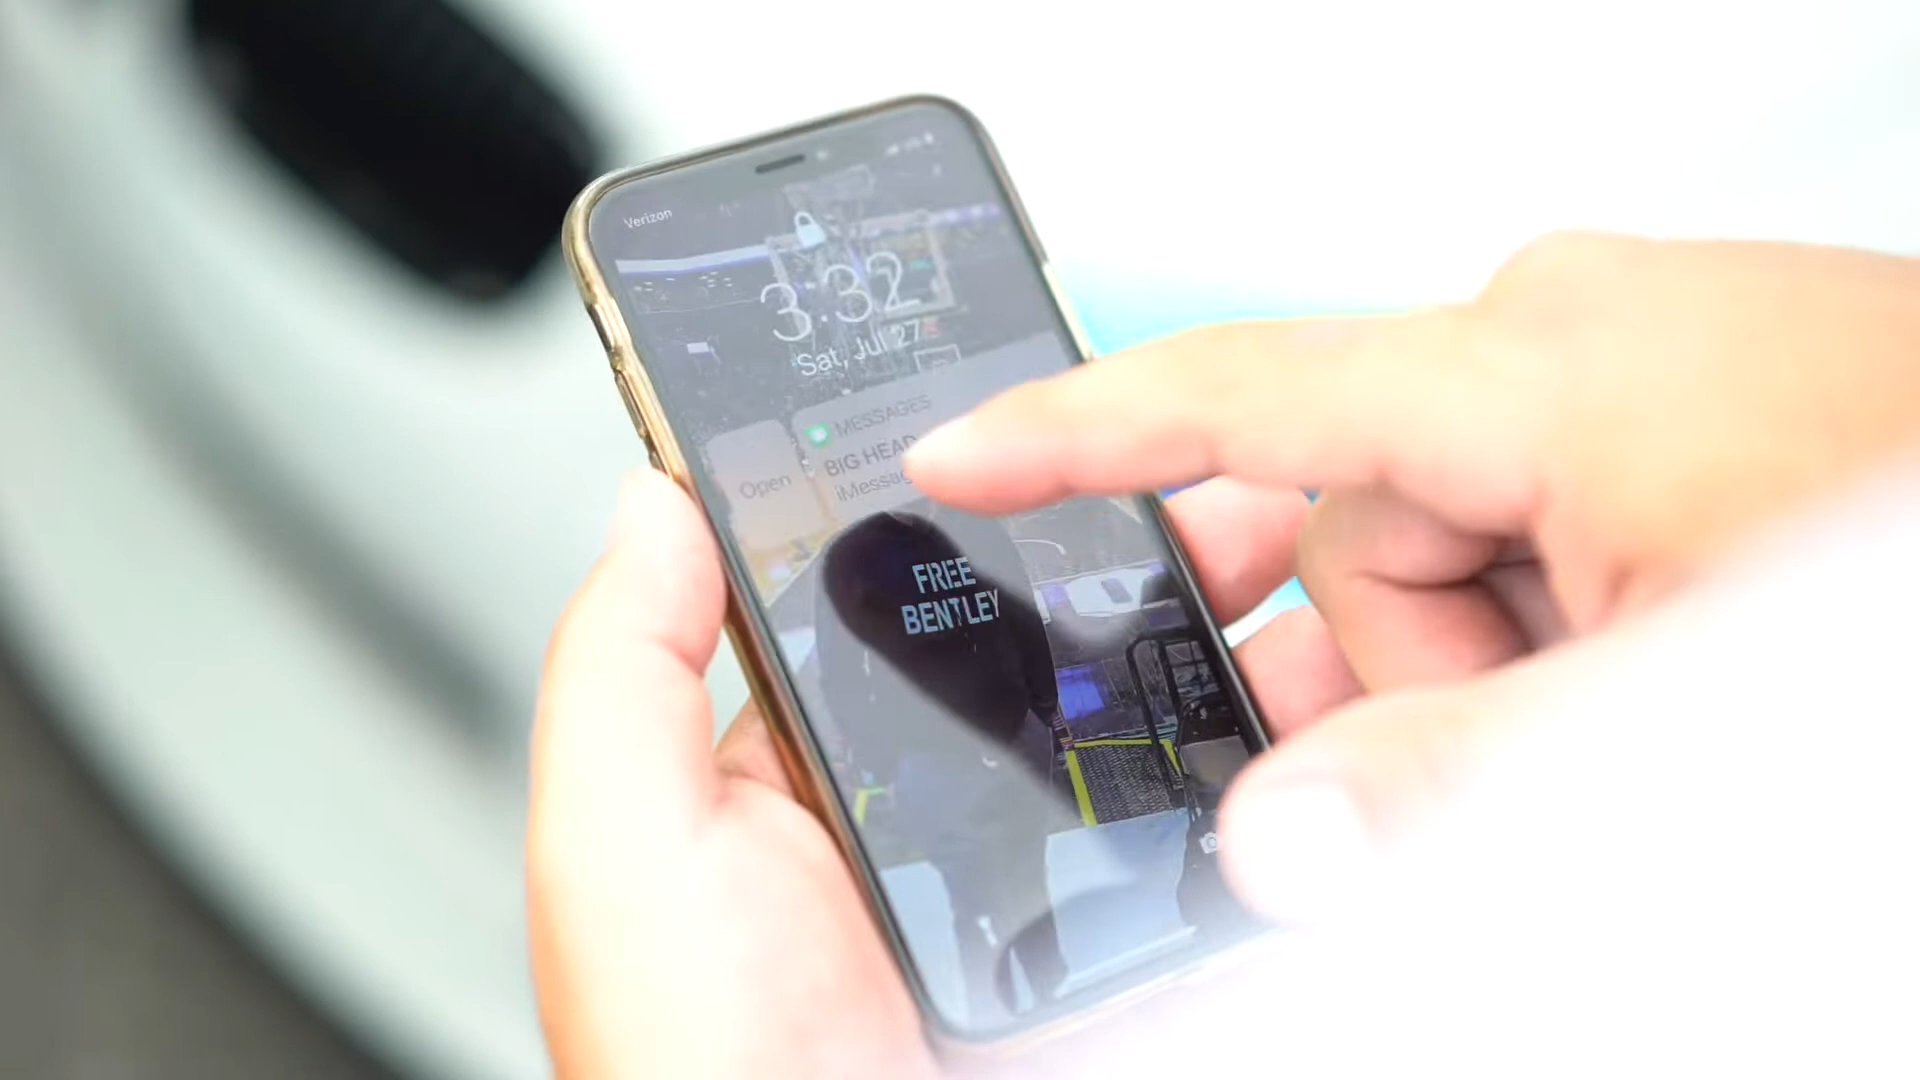 Verizon
3:32
Sat, Jul 27
MESSAGES
BIG HEAD
Open
FREE
BENTLEY